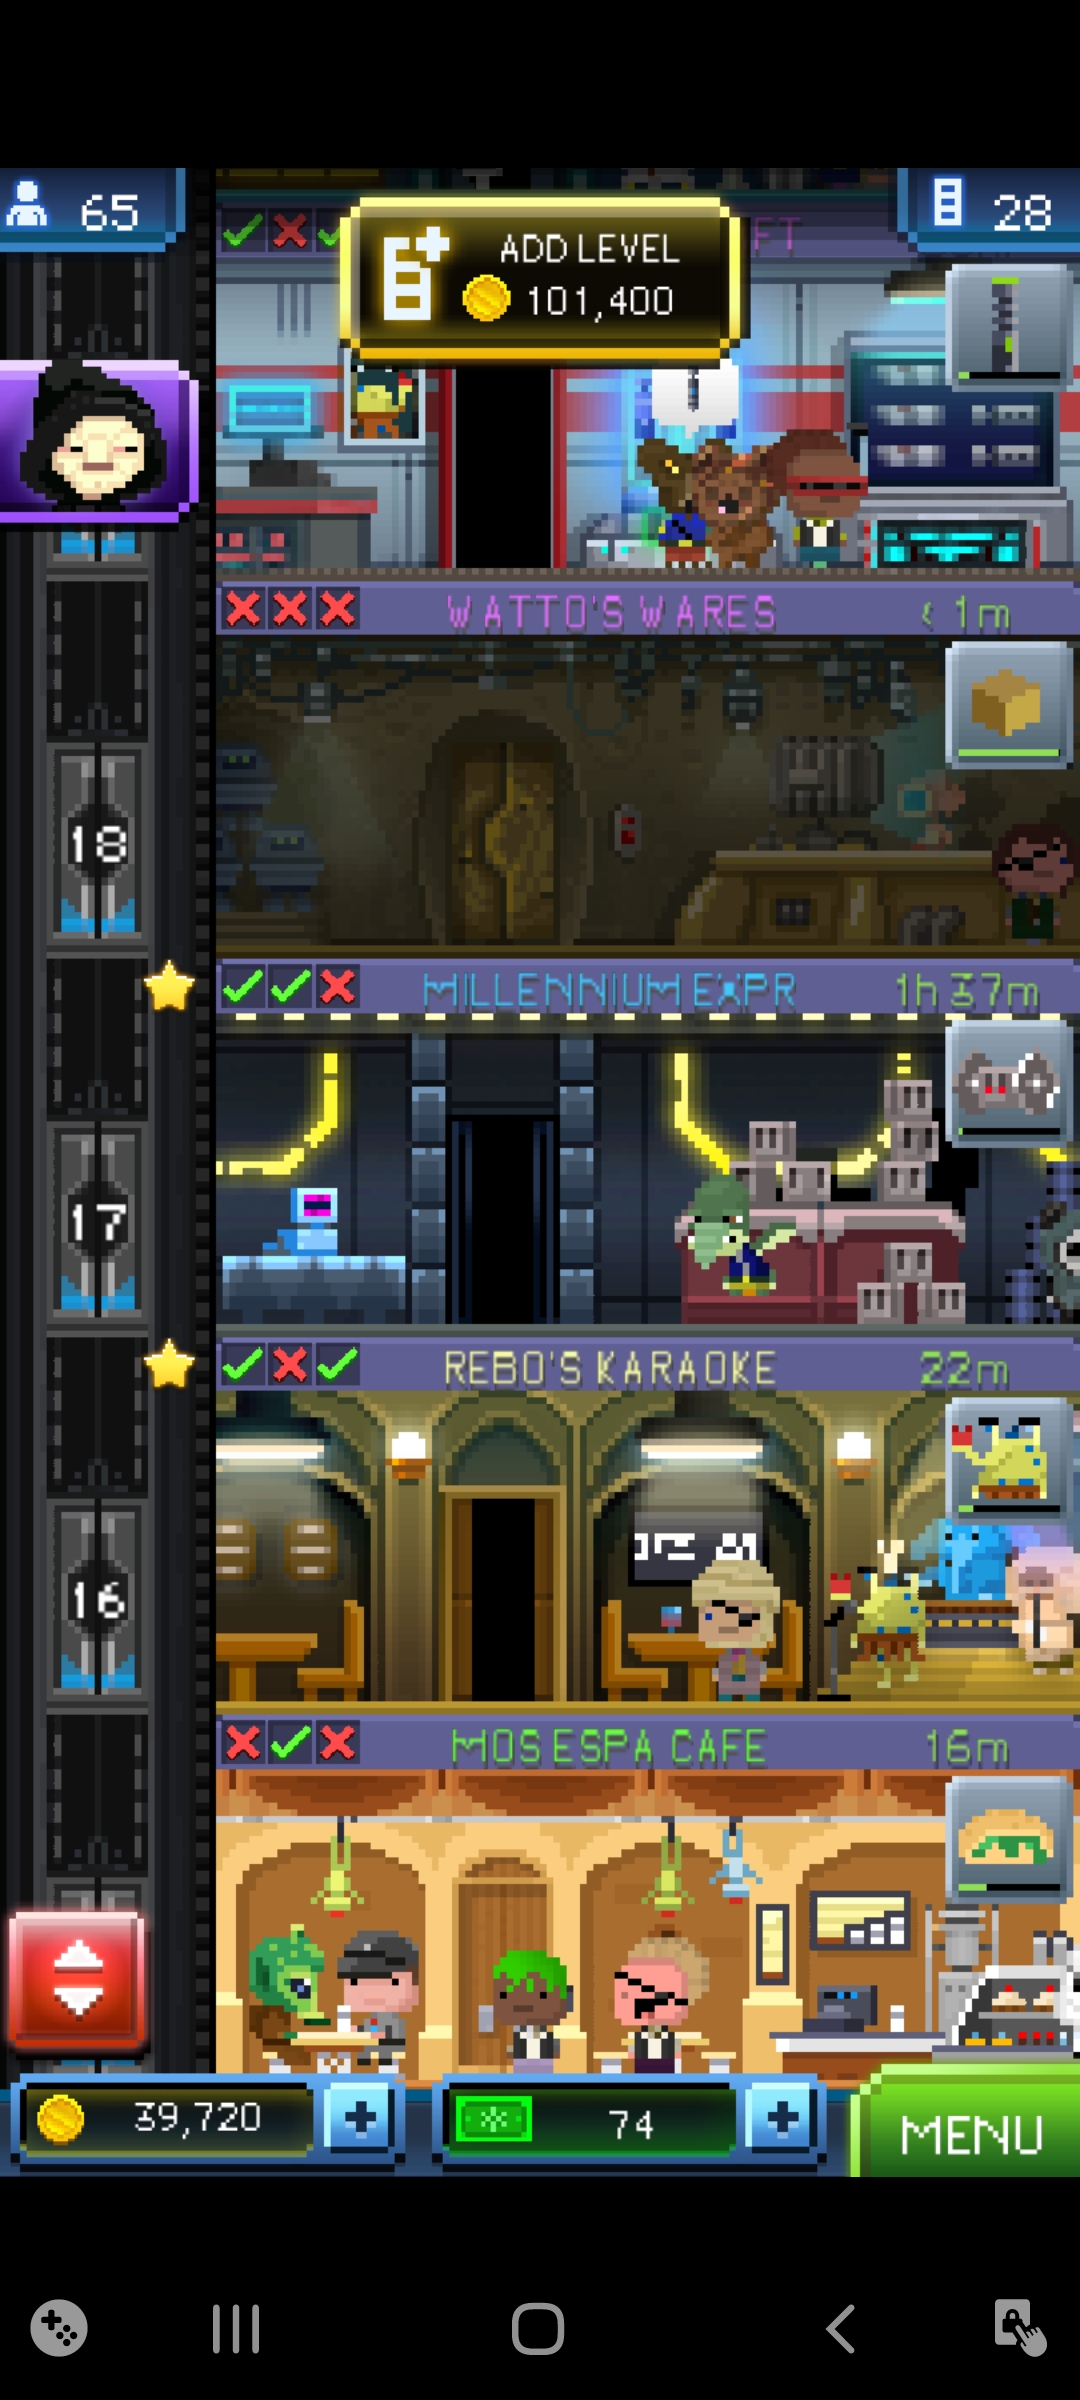 65
28
ADD LEVEL
101,400
FT
WATTO'S WARES
< 1m
18
MILLENNIUM EXPR
1h 37m
17
REBO'S KARAOKE
22m
16
MOS ESPA CAFE
16m
39,720
74
MENU